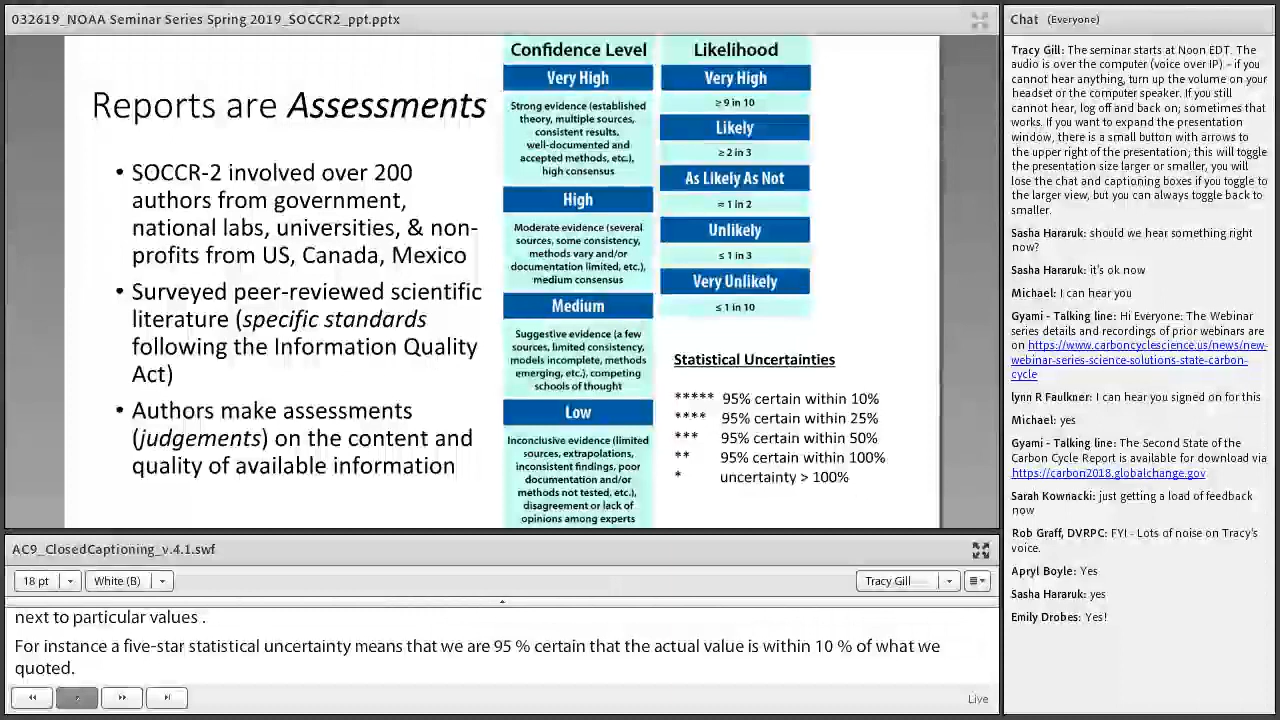 032619_NOAA Seminar Series Spring 2019_SOCCR2_ppt.pptx
Reports are Assessments
• SOCCR-2 involved over 200
authors from government,
national labs, universities, & non-
profits from US, Canada, Mexico
• Surveyed peer-reviewed scientific
literature (specific standards
following the Information Quality
Act)
• Authors make assessments
(judgements) on the content and
quality of available information
Confidence Level
Very High
Strong evidence (established
theory, multiple sources,
consistent results,
well-documented and
accepted methods, etc.),
high consensus
High
Moderate evidence (several
sources, some consistency,
methods vary and/or
documentation limited, etc.),
medium consensus
Medium
Suggestive evidence (a few
sources, limited consistency,
models incomplete, methods
emerging, etc.), competing
schools of thought
Low
Inconclusive evidence (limited
sources, extrapolations,
inconsistent findings, poor
documentation and/or
methods not tested, etc.),
disagreement or lack of
opinions among experts
Likelihood
Very High
≥ 9 in 10
Likely
≥ 2 in 3
As Likely As Not
= 1 in 2
Unlikely
≤ 1 in 3
Very Unlikely
≤ 1 in 10
Statistical Uncertainties
***** 95% certain within 10%
**** 95% certain within 25%
*** 95% certain within 50%
** 95% certain within 100%
* uncertainty > 100%
AC9_ClosedCaptioning_v.4.1.swf
18 pt
White (B)
Tracy Gill
next to particular values .
For instance a five-star statistical uncertainty means that we are 95 % certain that the actual value is within 10 % of what we
quoted.
Live
Chat (Everyone)
Tracy Gill: The seminar starts at Noon EDT. The
audio is over the computer (voice over IP) - if you
cannot hear anything, turn up the volume on your
headset or the computer speaker. If you still
cannot hear, log off and back on; sometimes that
works. If you want to expand the presentation
window, there is a small button with arrows to
the upper right of the presentation; this will toggle
the presentation size larger or smaller, you will
lose the chat and captioning boxes if you toggle to
the larger view, but you can always toggle back to
smaller.
Sasha Hararuk: should we hear something right
now?
Sasha Hararuk: it's ok now
Michael: I can hear you
Gyami - Talking line: Hi Everyone: The Webinar
series details and recordings of prior webinars are
on https://www.carboncyclescience.us/news/new-
webinar-series-science-solutions-state-carbon-
cycle
lynn R Faulkner: I can hear you signed on for this
Michael: yes
Gyami - Talking line: The Second State of the
Carbon Cycle Report is available for download via
https://carbon2018.globalchange.gov
Sarah Kownacki: just getting a load of feedback
now
Rob Graff, DVRPC: FYI - Lots of noise on Tracy's
voice.
Apryl Boyle: Yes
Sasha Hararuk: yes
Emily Drobes: Yes!